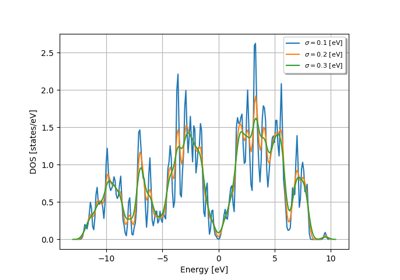 σ = 0.1 [eV]
σ = 0.2 [eV]
σ = 0.3 [eV]
2.5
2.0
1.5
1.0
0.5
0.0
DOS [states/eV]
−10
−5
0
5
10
Energy [eV]